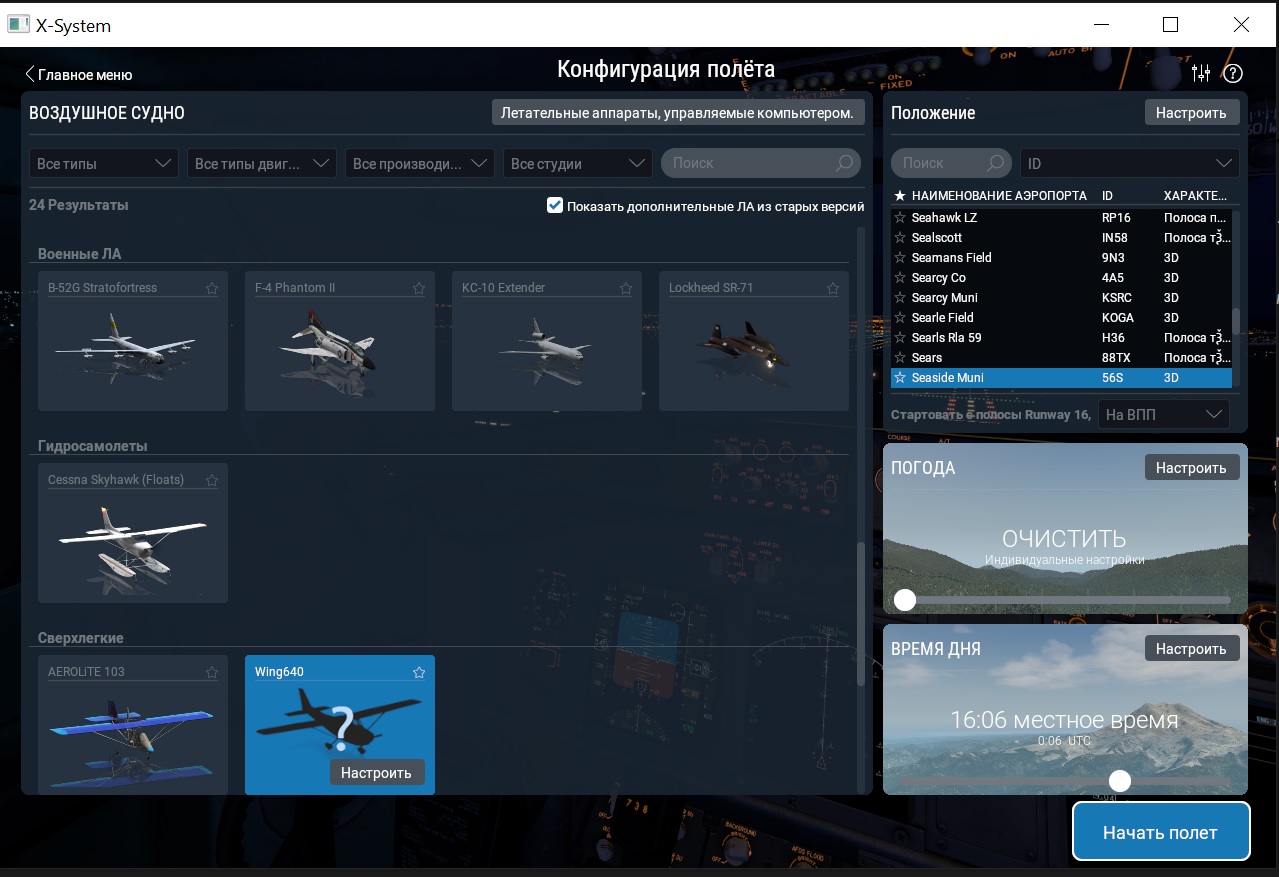 X-System
Главное меню
Конфигурация полёта
ВОЗДУШНОЕ СУДНО
Летательные аппараты, управляемые компьютером.
Все типы
Все типы двиг...
Все производи...
Все студии
Поиск
24 Результаты
Показать дополнительные ЛА из старых версий
Военные ЛА
B-52G Stratofortress
F-4 Phantom II
KC-10 Extender
Lockheed SR-71
Гидросамолеты
Cessna Skyhawk (Floats)
Сверхлегкие
AEROLITE 103
Wing640
?
Настроить
Положение
Настроить
Поиск
ID
НАИМЕНОВАНИЕ АЭРОПОРТА ID ХАРАКТЕ...
Seahawk LZ RP16 Полоса п...
Sealscott IN58 Полоса тӡ...
Seamans Field 9N3 3D
Searcy Co 4A5 3D
Searcy Muni KSRC 3D
Searle Field KOGA 3D
Searls Rla 59 H36 Полоса тӡ...
Sears 88TX Полоса тӡ...
Seaside Muni 56S 3D
Стартовать с полосы Runway 16,
На ВПП
ПОГОДА
Настроить
ОЧИСТИТЬ
Индивидуальные настройки
ВРЕМЯ ДНЯ
Настроить
16:06 местное время
0:06 UTC
Начать полет